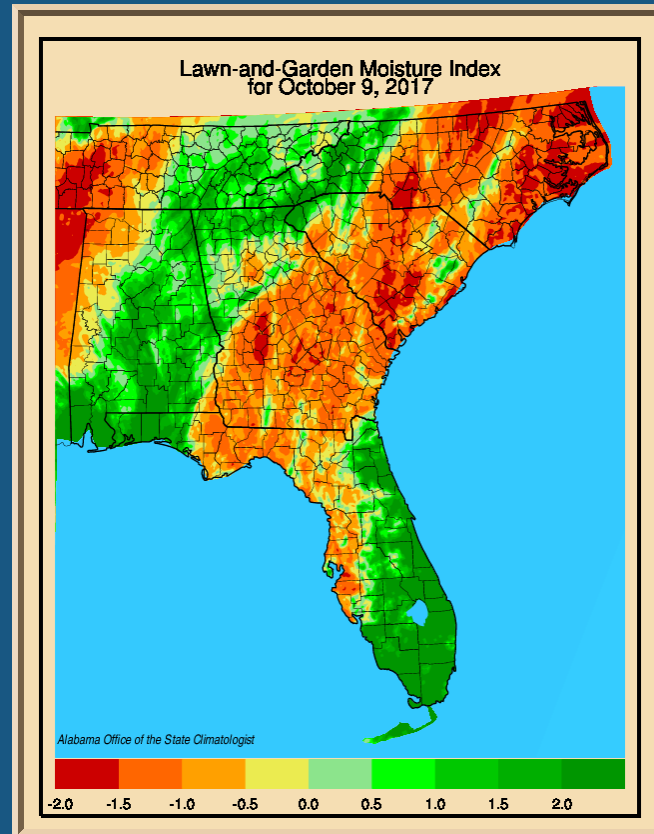 Lawn-and-Garden Moisture Index
for October 9, 2017
Alabama Office of the State Climatologist
-2.0 -1.5 -1.0 -0.5 0.0 0.5 1.0 1.5 2.0